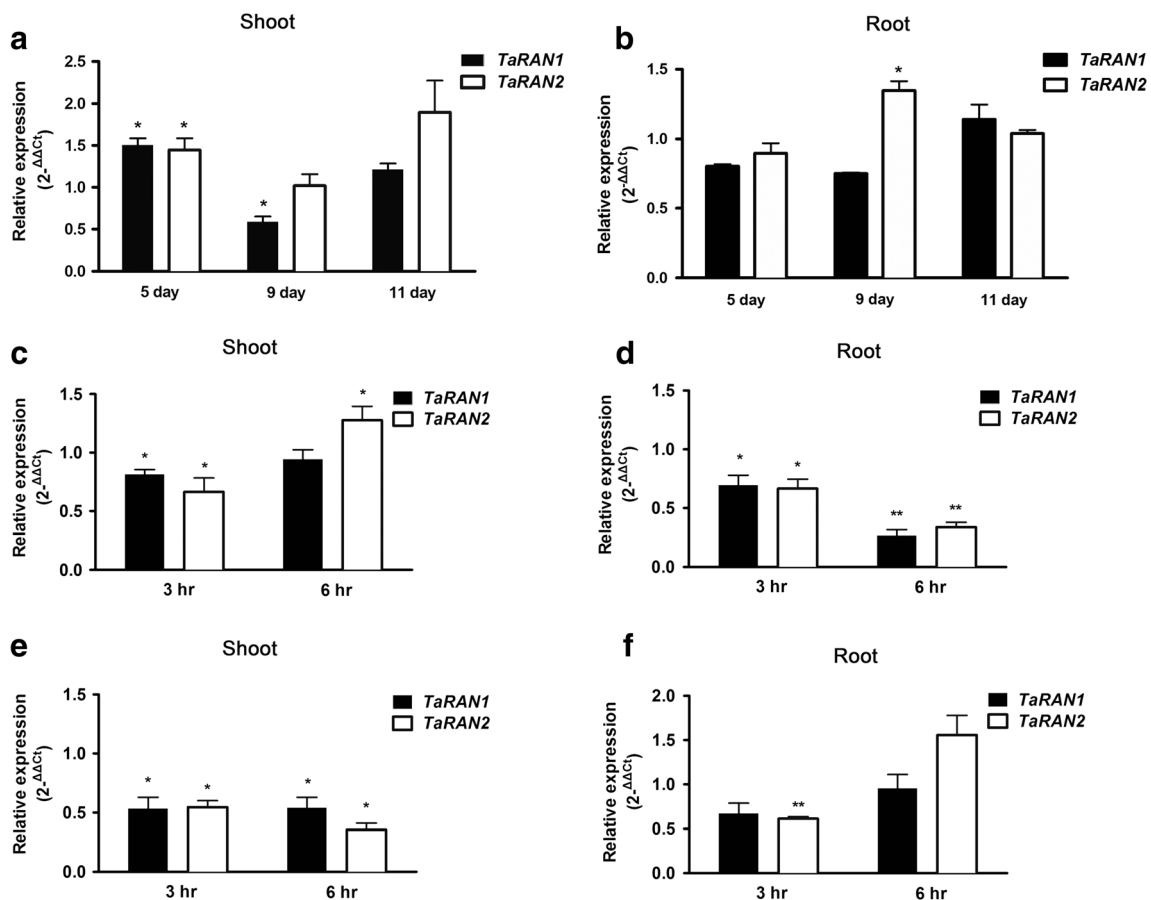 a
Shoot
TaRAN1
TaRAN2
Relative expression
(2-ΔΔCt)
2.5
2.0
1.5
1.0
0.5
0.0
* *
*
5 day 9 day 11 day
b
Root
TaRAN1
TaRAN2
Relative expression
(2-ΔΔCt)
1.5
1.0
0.5
0.0
*
5 day 9 day 11 day
c
Shoot
TaRAN1
TaRAN2
Relative expression
(2-ΔΔCt)
1.5
1.0
0.5
0.0
* * *
3 hr 6 hr
d
Root
TaRAN1
TaRAN2
Relative expression
(2-ΔΔCt)
1.5
1.0
0.5
0.0
* * ** **
3 hr 6 hr
e
Shoot
TaRAN1
TaRAN2
Relative expression
(2-ΔΔCt)
1.5
1.0
0.5
0.0
* * * *
3 hr 6 hr
f
Root
TaRAN1
TaRAN2
Relative expression
(2-ΔΔCt)
2.0
1.5
1.0
0.5
0.0
**
3 hr 6 hr